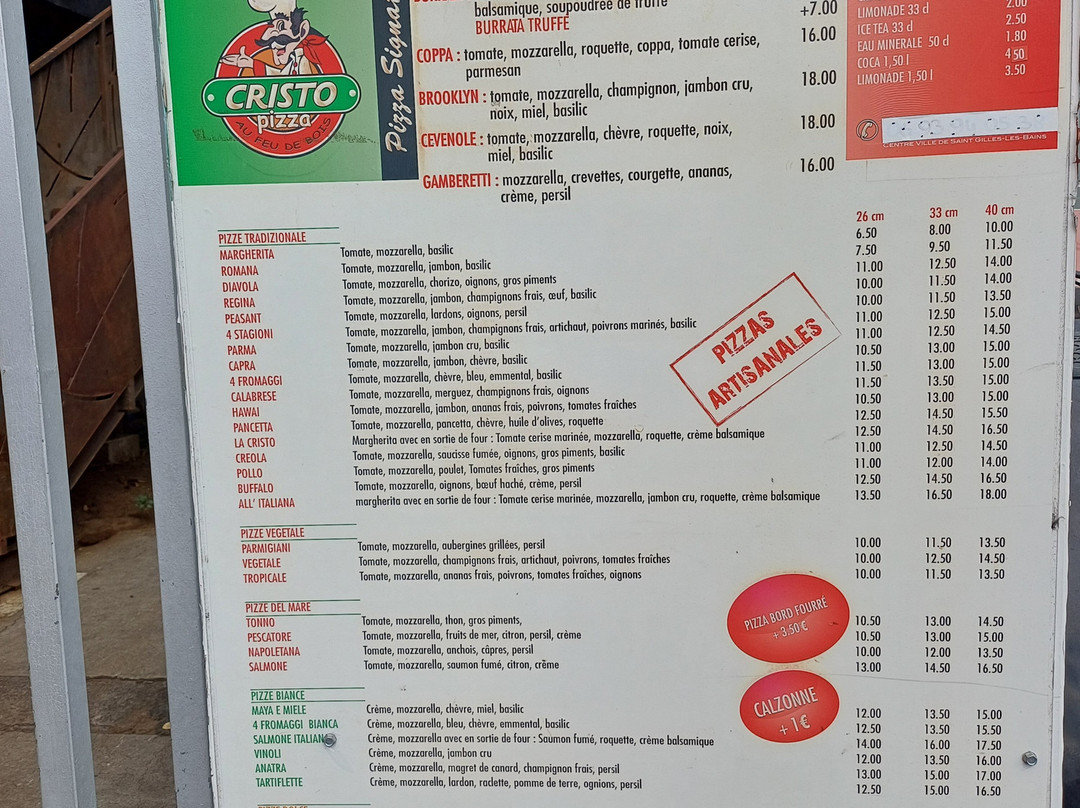 CRISTO
pizza
AU FEU DE BOIS
Pizza
balsamique, soupoudrée de truffe
BURRATA TRUFFE +7.00
COPPA : tomate, mozzarella, roquette, coppa, tomate cerise, 16.00
parmesan
BROOKLYN : tomate, mozzarella, champignon, jambon cru, 18.00
noix, miel, basilic
CEVENOLE : tomate, mozzarella, chèvre, roquette, noix, 18.00
miel, basilic
GAMBERETTI : mozzarella, crevettes, courgette, ananas, 16.00
crème, persil
2.00
LIMONADE 33 d 2.50
ICE TEA 33 d 1.80
EAU MINERALE 50 d 4.50
COCA 1,50 l 3.50
LIMONADE 1,50 l
CENTRE VILLE DE SAINT GILLES-LES-BAINS
26 cm 33 cm 40 cm
PIZZE TRADIZIONALE
MARGHERITA Tomate, mozzarella, basilic 6.50 8.00 10.00
ROMANA Tomate, mozzarella, jambon, basilic 7.50 9.50 11.50
DIAVOLA Tomate, mozzarella, chorizo, oignons, gros piments 11.00 12.50 14.00
REGINA Tomate, mozzarella, jambon, champignons frais, œuf, basilic 10.00 11.50 14.00
PEASANT Tomate, mozzarella, lardons, oignons, persil 10.00 11.50 13.50
4 STAGIONI Tomate, mozzarella, jambon, champignons frais, artichaut, poivrons marinés, basilic 11.00 12.50 15.00
PARMA Tomate, mozzarella, jambon cru, basilic 11.00 12.50 14.50
CAPRA Tomate, mozzarella, jambon, chèvre, basilic 10.50 13.00 15.00
4 FROMAGGI Tomate, mozzarella, chèvre, bleu, emmental, basilic 11.50 13.00 15.00
CALABRESE Tomate, mozzarella, merguez, champignons frais, oignons 11.50 13.50 15.00
HAWAI Tomate, mozzarella, jambon, ananas frais, poivrons, tomates fraîches 10.50 13.00 15.00
PANCETTA Tomate, mozzarella, pancetta, chèvre, huile d'olives, roquette 12.50 14.50 15.50
LA CRISTO Margherita avec en sortie de four : Tomate cerise marinée, mozzarella, roquette, crème balsamique 12.50 14.50 16.50
CREOLA Tomate, mozzarella, saucisse fumée, oignons, gros piments, basilic 11.00 12.50 14.50
POLLO Tomate, mozzarella, poulet, Tomates fraîches, gros piments 11.00 12.00 14.00
BUFFALO Tomate, mozzarella, oignons, bœuf haché, crème, persil 12.50 14.50 16.50
ALL' ITALIANA margherita avec en sortie de four : Tomate cerise marinée, mozzarella, jambon cru, roquette, crème balsamique 13.50 16.50 18.00
PIZZAS
ARTISANALES
PIZZE VEGETALE
PARMIGIANI Tomate, mozzarella, aubergines grillées, persil 10.00 11.50 13.50
VEGETALE Tomate, mozzarella, champignons frais, artichaut, poivrons, tomates fraîches 10.00 12.50 14.50
TROPICALE Tomate, mozzarella, ananas frais, poivrons, tomates fraîches, oignons 10.00 11.50 13.50
PIZZE DEL MARE
TONNO Tomate, mozzarella, thon, gros piments, 10.50 13.00 14.50
PESCATORE Tomate, mozzarella, fruits de mer, citron, persil, crème 10.50 13.00 15.00
NAPOLETANA Tomate, mozzarella, anchois, câpres, persil 10.00 12.00 13.50
SALMONE Tomate, mozzarella, saumon fumé, citron, crème 13.00 14.50 16.50
PIZZA BORD FOURRÉ
+ 3.50 €
CALZONNE
+ 1 €
PIZZE BIANCE
MAYA E MIELE Crème, mozzarella, chèvre, miel, basilic 12.00 13.50 15.00
4 FROMAGGI BIANCA Crème, mozzarella, bleu, chèvre, emmental, basilic 12.50 13.50 15.50
SALMONE ITALIAN Crème, mozzarella avec en sortie de four : Saumon fumé, roquette, crème balsamique 14.00 16.00 17.50
VINOLI Crème, mozzarella, jambon cru 12.00 13.50 16.00
ANATRA Crème, mozzarella, magret de canard, champignon frais, persil 13.00 15.00 17.00
TARTIFLETTE Crème, mozzarella, lardon, raclette, pomme de terre, ognions, persil 12.50 15.00 16.50